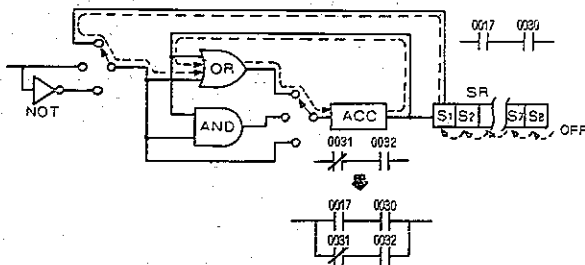 0017 0030
OR
SR
NOT
AND
ACC
S1 S2 S7 S8
OFF
0031 0032
0017 0030
0031 0032